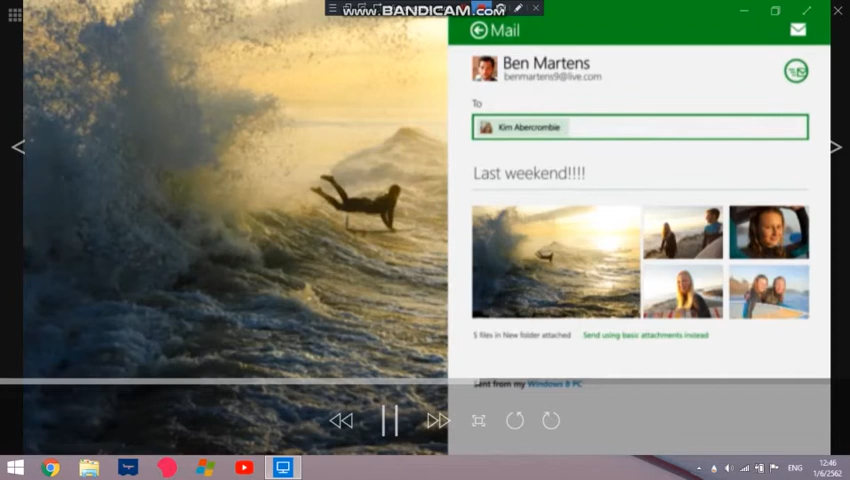 www.BANDICAM.com
Mail
Ben Martens
benmartens9@live.com
To
Kim Abercrombie
Last weekend!!!!
5 files in New folder attached
Send using basic attachments instead
Sent from my Windows 8 PC
ENG
12:46
1/6/2562